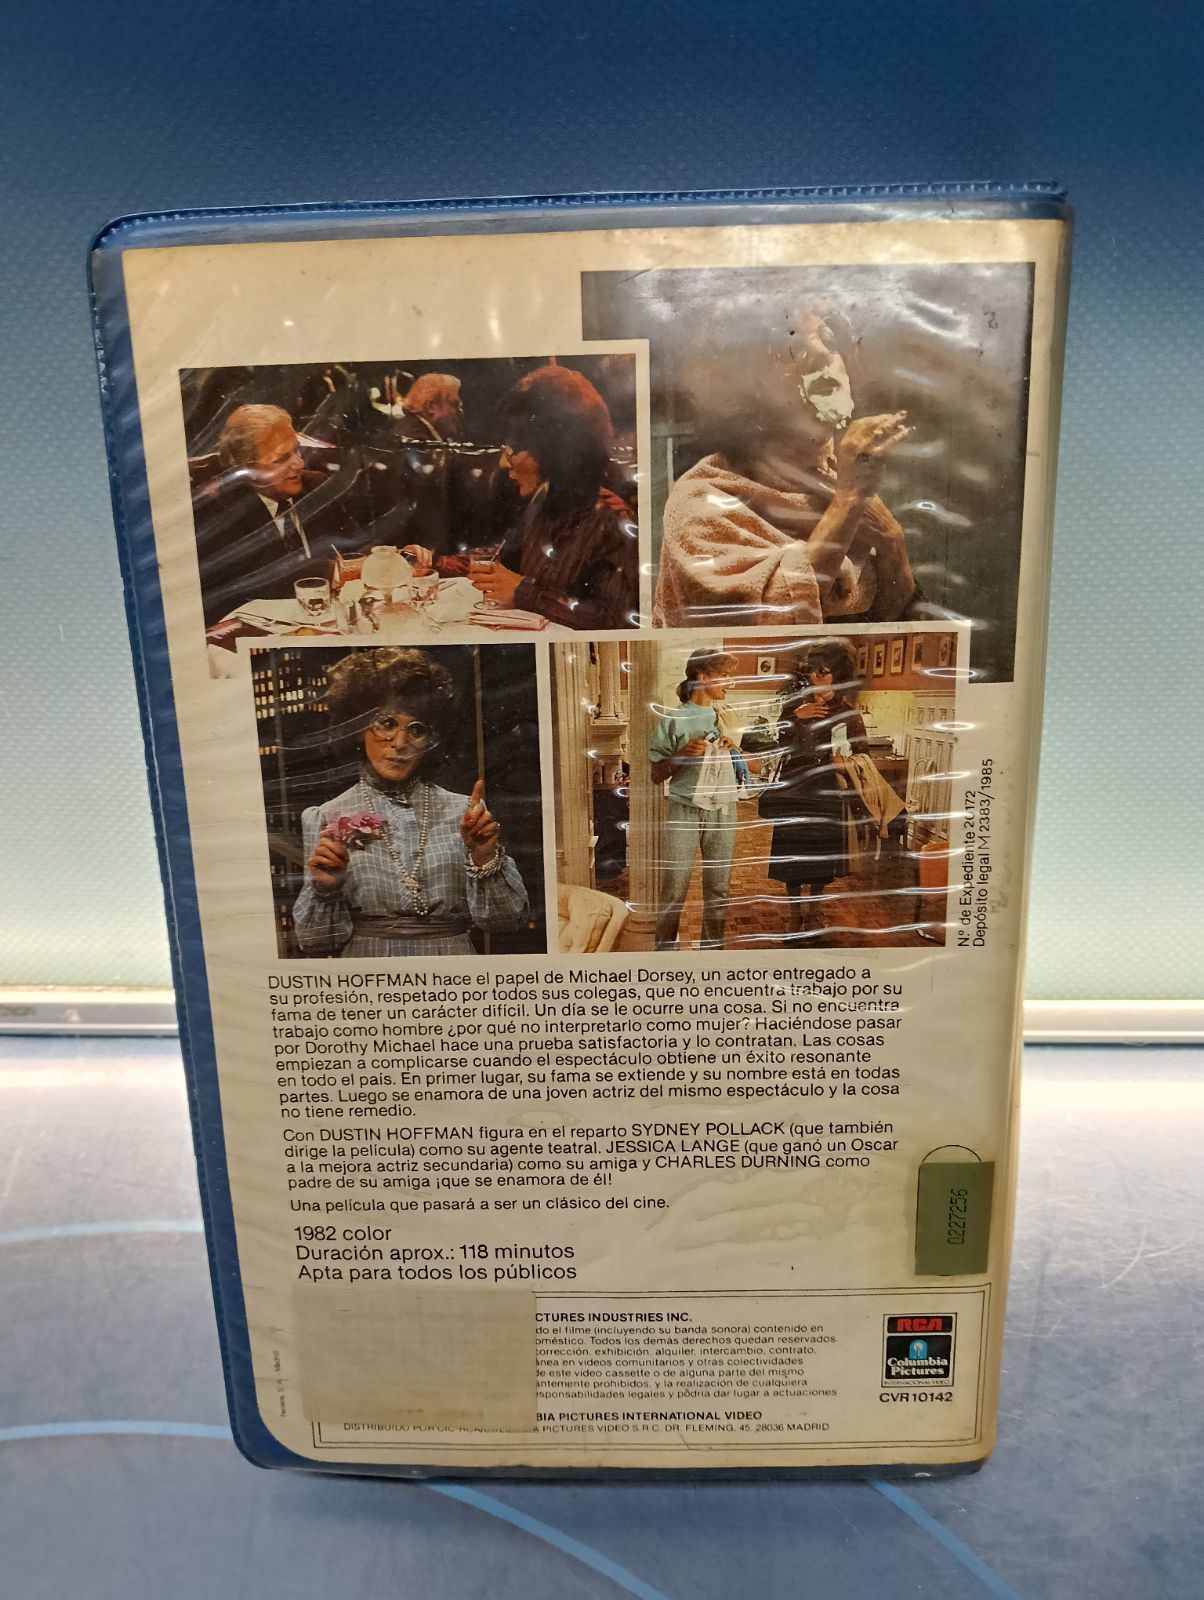 N.º de Expediente 20172
Depósito legal M 2383/1985
DUSTIN HOFFMAN hace el papel de Michael Dorsey, un actor entregado a
su profesión, respetado por todos sus colegas, que no encuentra trabajo por su
fama de tener un carácter difícil. Un día se le ocurre una cosa. Si no encuentra
trabajo como hombre ¿por qué no interpretarlo como mujer? Haciéndose pasar
por Dorothy Michael hace una prueba satisfactoria y lo contratan. Las cosas
empiezan a complicarse cuando el espectáculo obtiene un éxito resonante
en todo el país. En primer lugar, su fama se extiende y su nombre está en todas
partes. Luego se enamora de una joven actriz del mismo espectáculo y la cosa
no tiene remedio.
Con DUSTIN HOFFMAN figura en el reparto SYDNEY POLLACK (que también
dirige la película) como su agente teatral. JESSICA LANGE (que ganó un Oscar
a la mejor actriz secundaria) como su amiga y CHARLES DURNING como
padre de su amiga ¡que se enamora de él!
Una película que pasará a ser un clásico del cine.
0227256
1982 color
Duración aprox.: 118 minutos
Apta para todos los públicos
CTURES INDUSTRIES INC.
do el filme (incluyendo su banda sonora) contenido en
oméstico. Todos los demás derechos quedan reservados.
corrección, exhibición, alquiler, intercambio, contrato.
ánea en videos comunitarios y otras colectividades
de este video cassette o de alguna parte del mismo
antemente prohibidos, y la realización de cualquiera
esponsabilidades legales y podría dar lugar a actuaciones
BIA PICTURES INTERNATIONAL VIDEO
DISTRIBUIDO POR PICTURES VIDEO S.R.C. DR. FLEMING, 45. 28036 MADRID
RCA
Columbia
Pictures
INTERNACIONAL VIDEO
CVR10142
S. A. Madrid